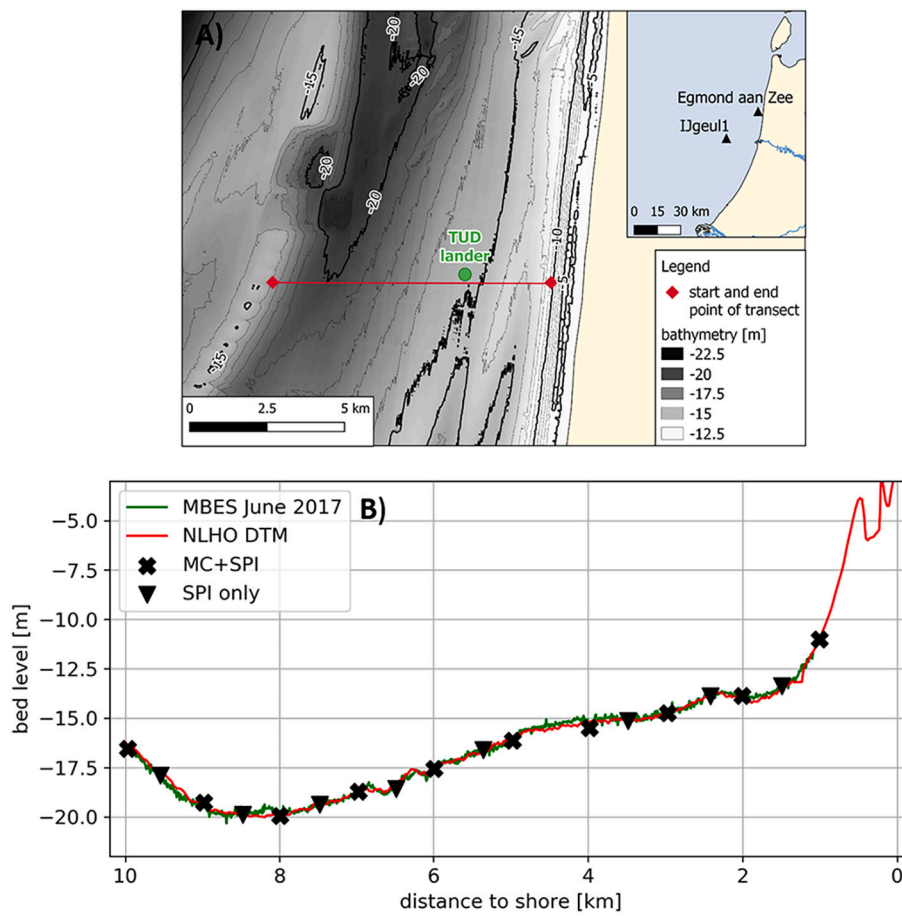 A)
-15
-20
-20
-15
-5
-20
-20
-10
TUD
lander
-5
-15
0 2.5 5 km
Egmond aan Zee
IJgeul1
0 15 30 km
Legend
start and end
point of transect
bathymetry [m]
-22.5
-20
-17.5
-15
-12.5
B)
MBES June 2017
NLHO DTM
MC+SPI
SPI only
bed level [m]
−5.0
−7.5
−10.0
−12.5
−15.0
−17.5
−20.0
10 8 6 4 2 0
distance to shore [km]